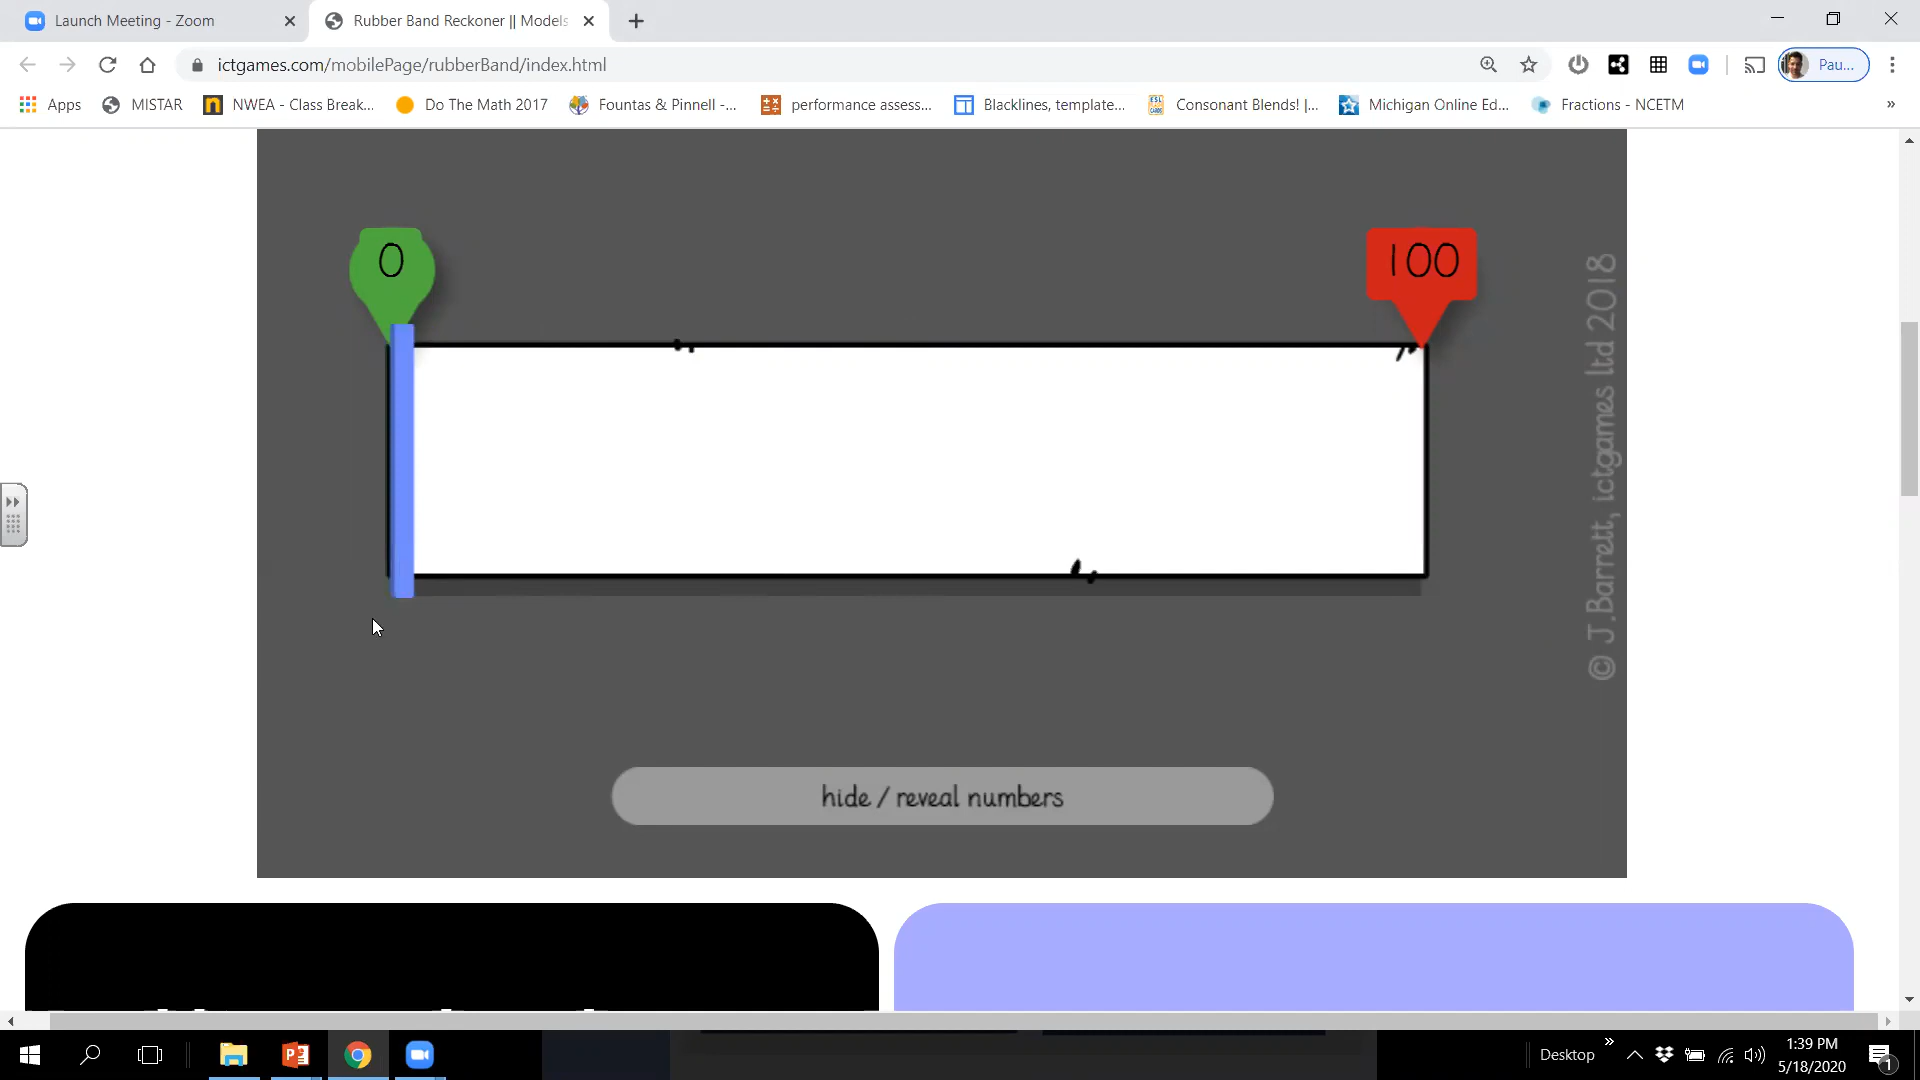 Launch Meeting - Zoom
Rubber Band Reckoner || Models
ictgames.com/mobilePage/rubberBand/index.html
Pau...
Apps
MISTAR
NWEA - Class Break...
Do The Math 2017
Fountas & Pinnell -...
performance assess...
Blacklines, template...
Consonant Blends! |...
Michigan Online Ed...
Fractions - NCETM
»
0
100
© J.Barrett, ictgames ltd 2018
hide / reveal numbers
Desktop
»
1:39 PM
5/18/2020
1